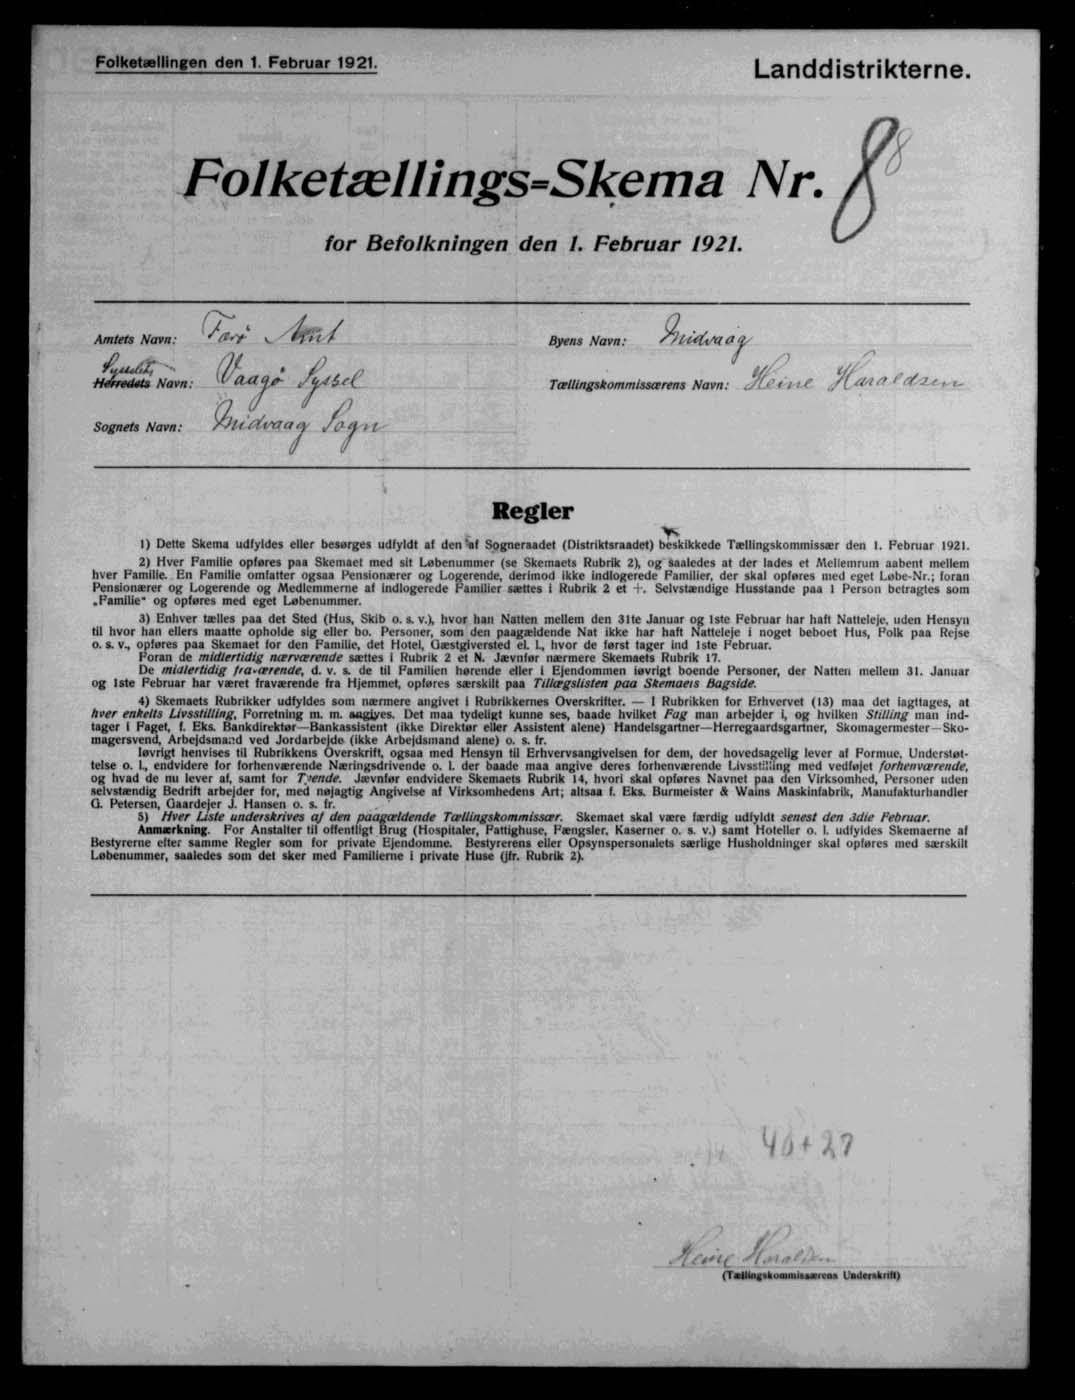 Folketællingen den 1. Februar 1921.
Landdistrikterne.
Folketællings=Skema Nr. 8
8
for Befolkningen den 1. Februar 1921.
Amtets Navn: Færø Amt
Byens Navn: Midvaag
Sysselets
Herredets Navn: Vaagø Syssel
Tællingskommissærens Navn: Heine Haraldsen
Sognets Navn: Midvaag Sogn
Regler
1) Dette Skema udfyldes eller besørges udfyldt af den af Sogneraadet (Distriktsraadet) beskikkede Tællingskommissær den 1. Februar 1921.
2) Hver Familie opføres paa Skemaet med sit Løbenummer (se Skemaets Rubrik 2), og saaledes at der lades et Mellemrum aabent mellem
hver Familie. En Familie omfatter ogsaa Pensionærer og Logerende, derimod ikke indlogerede Familier, der skal opføres med eget Løbe-Nr.; foran
Pensionærer og Logerende og Medlemmerne af indlogerede Familier sættes i Rubrik 2 et +. Selvstændige Husstande paa 1 Person betragtes som
„Familie" og opføres med eget Løbenummer.
3) Enhver tælles paa det Sted (Hus, Skib o. s. v.), hvor han Natten mellem den 31te Januar og 1ste Februar har haft Natteleje, uden Hensyn
til hvor han ellers maatte opholde sig eller bo. Personer, som den paagældende Nat ikke har haft Natteleje i noget beboet Hus, Folk paa Rejse
o. s. v., opføres paa Skemaet for den Familie, det Hotel, Gæstgiversted el. l., hvor de først tager ind 1ste Februar.
Foran de midlertidig nærværende sættes i Rubrik 2 et N. Jævnfør nærmere Skemaets Rubrik 17.
De midlertidig fraværende, d. v. s. de til Familien hørende eller i Ejendommen iøvrigt boende Personer, der Natten mellem 31. Januar
og 1ste Februar har været fraværende fra Hjemmet, opføres særskilt paa Tillægslisten paa Skemaets Bagside.
4) Skemaets Rubrikker udfyldes som nærmere angivet i Rubrikkernes Overskrifter. — I Rubrikken for Erhvervet (13) maa det iagttages, at
hver enkelts Livsstilling, Forretning m. m. angives. Det maa tydeligt kunne ses, baade hvilket Fag man arbejder i, og hvilken Stilling man ind-
tager i Faget, f. Eks. Bankdirektør—Bankassistent (ikke Direktør eller Assistent alene) Handelsgartner—Herregaardsgartner, Skomagermester—Sko-
magersvend, Arbejdsmand ved Jordarbejde (ikke Arbejdsmand alene) o. s. fr.
Iøvrigt henvises til Rubrikkens Overskrift, ogsaa med Hensyn til Erhvervsangivelsen for dem, der hovedsagelig lever af Formue, Understøt-
telse o. l., endvidere for forhenværende Næringsdrivende o. l. der baade maa angive deres forhenværende Livsstilling med vedføjet forhenværende,
og hvad de nu lever af, samt for Tyende. Jævnfør endvidere Skemaets Rubrik 14, hvori skal opføres Navnet paa den Virksomhed, Personer uden
selvstændig Bedrift arbejder for, med nøjagtig Angivelse af Virksomhedens Art; altsaa f. Eks. Burmeister & Wains Maskinfabrik, Manufakturhandler
G. Petersen, Gaardejer J. Hansen o. s. fr.
5) Hver Liste underskrives af den paagældende Tællingskommissær. Skemaet skal være færdig udfyldt senest den 3die Februar.
Anmærkning. For Anstalter til offentligt Brug (Hospitaler, Fattighuse, Fængsler, Kaserner o. s. v.) samt Hoteller o. l. udfyldes Skemaerne af
Bestyrerne efter samme Regler som for private Ejendomme. Bestyrerens eller Opsynspersonalets særlige Husholdninger skal opføres med særskilt
Løbenummer, saaledes som det sker med Familierne i private Huse (jfr. Rubrik 2).
40+27
Heine Haraldsen
(Tællingskommissærens Underskrift)